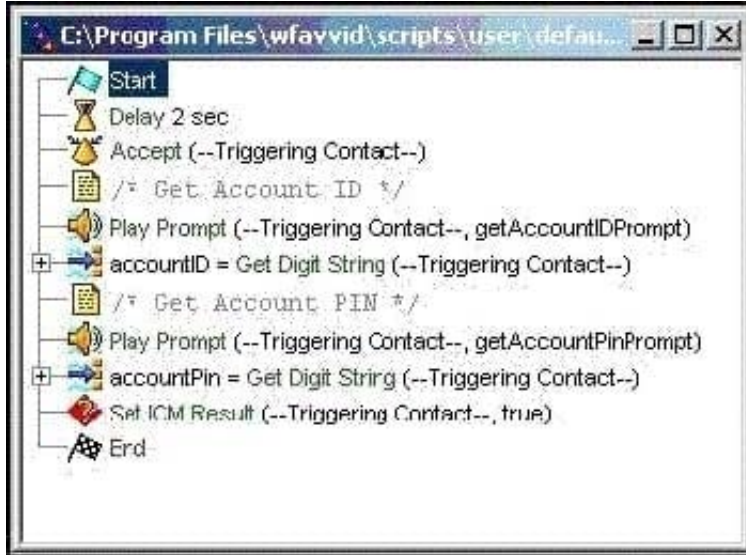 C:\Program Files\wfavvid\scripts\user\defau...
Start
Delay 2 sec
Accept (--Triggering Contact--)
/* Get Account ID */
Play Prompt (--Triggering Contact--, getAccountIDPrompt)
accountID = Get Digit String (--Triggering Contact--)
/* Get Account PIN */
Play Prompt (--Triggering Contact--, getAccountPinPrompt)
accountPin = Get Digit String (--Triggering Contact--)
Set ICM Result (--Triggering Contact--, true)
End